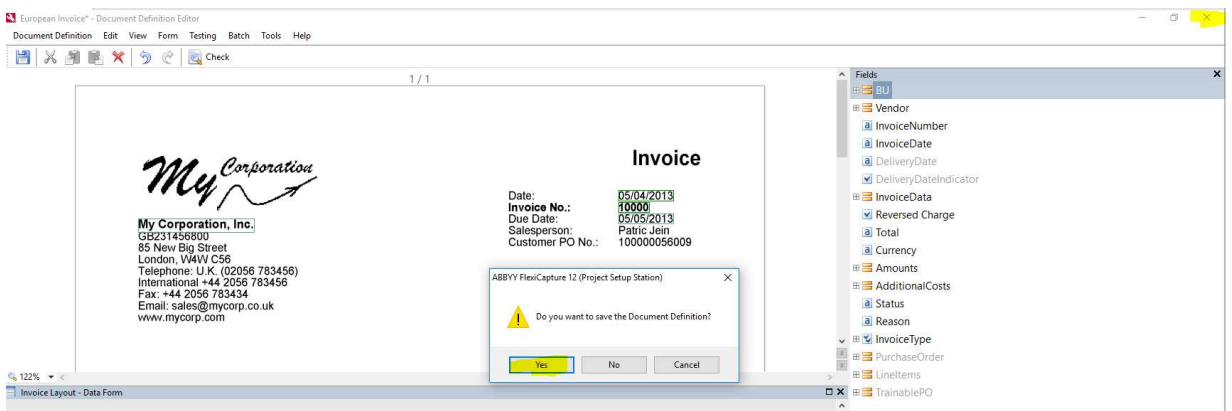 European Invoice* - Document Definition Editor
Document Definition Edit View Form Testing Batch Tools Help
Check
1 / 1
My Corporation
Invoice
Date: 05/04/2013
Invoice No.: 10000
Due Date: 05/05/2013
Salesperson: Patric Jein
Customer PO No.: 100000056009
My Corporation, Inc.
GB231456800
85 New Big Street
London, W4W C56
Telephone: U.K. (02056 783456)
International +44 2056 783456
Fax: +44 2056 783434
Email: sales@mycorp.co.uk
www.mycorp.com
ABBYY FlexiCapture 12 (Project Setup Station)
Do you want to save the Document Definition?
Yes No Cancel
122%
Invoice Layout - Data Form
Fields
BU
Vendor
InvoiceNumber
InvoiceDate
DeliveryDate
DeliveryDateIndicator
InvoiceData
Reversed Charge
Total
Currency
Amounts
AdditionalCosts
Status
Reason
InvoiceType
PurchaseOrder
LineItems
TrainablePO